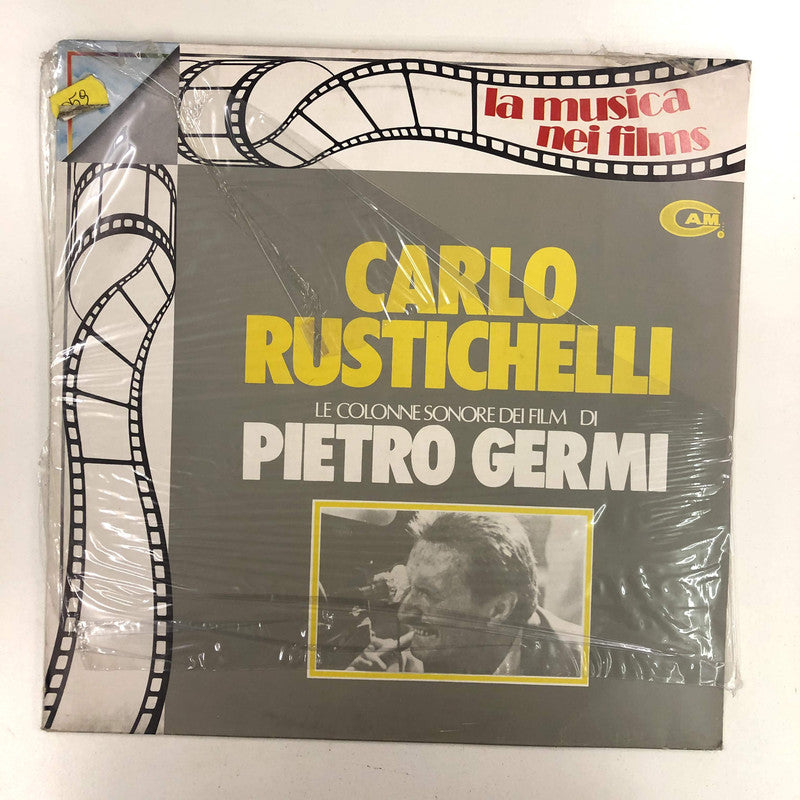 la musica
nei films
CAM
CARLO
RUSTICHELLI
LE COLONNE SONORE DEI FILM DI
PIETRO GERMI